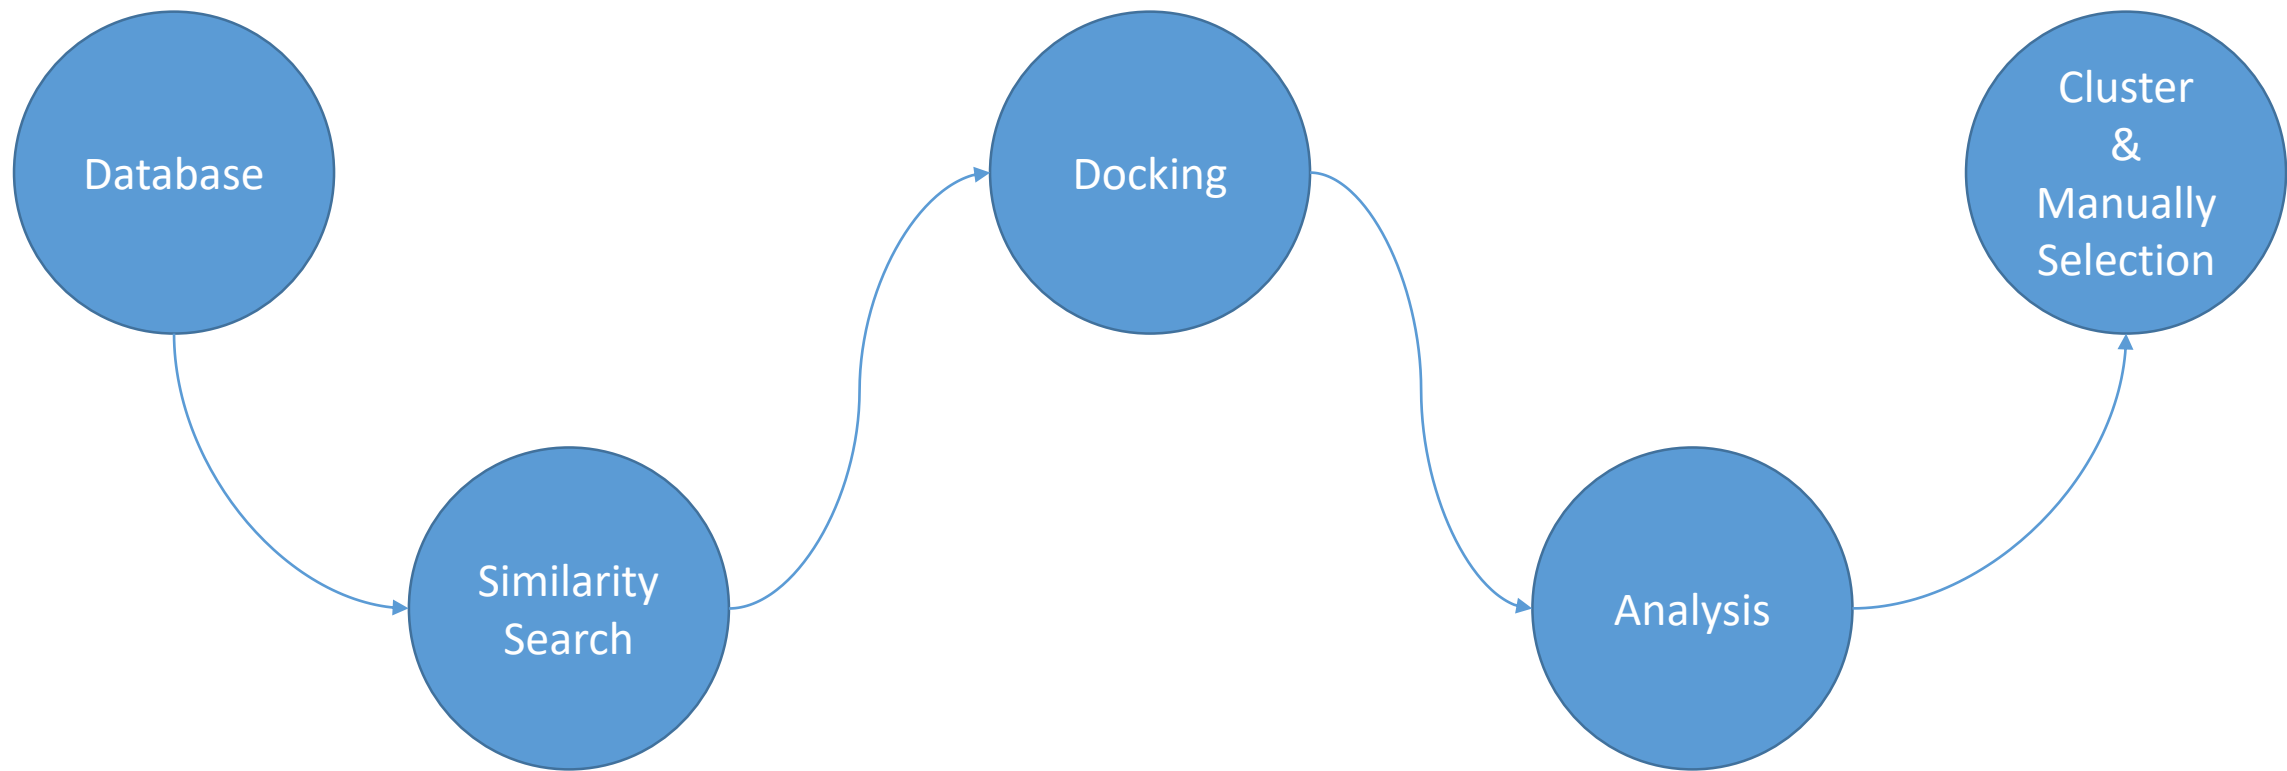 Database
Similarity
Search
Docking
Analysis
Cluster
&
Manually
Selection